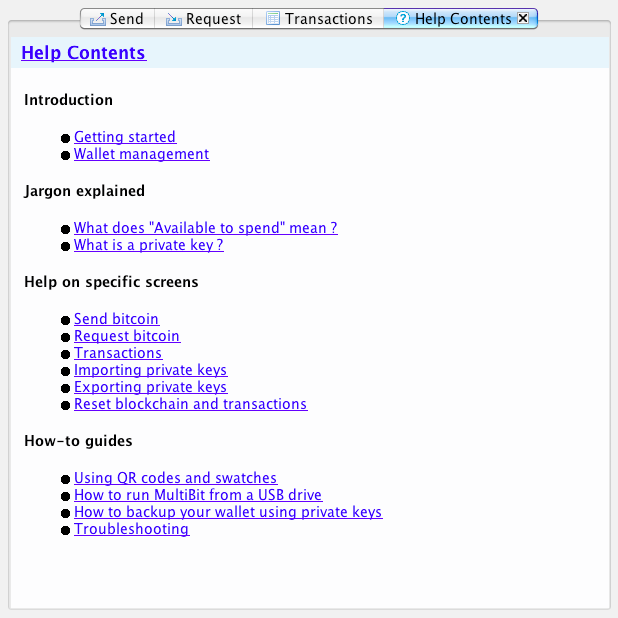 Send Request Transactions Help Contents
Help Contents
Introduction
Getting started
Wallet management
Jargon explained
What does "Available to spend" mean ?
What is a private key ?
Help on specific screens
Send bitcoin
Request bitcoin
Transactions
Importing private keys
Exporting private keys
Reset blockchain and transactions
How-to guides
Using QR codes and swatches
How to run MultiBit from a USB drive
How to backup your wallet using private keys
Troubleshooting